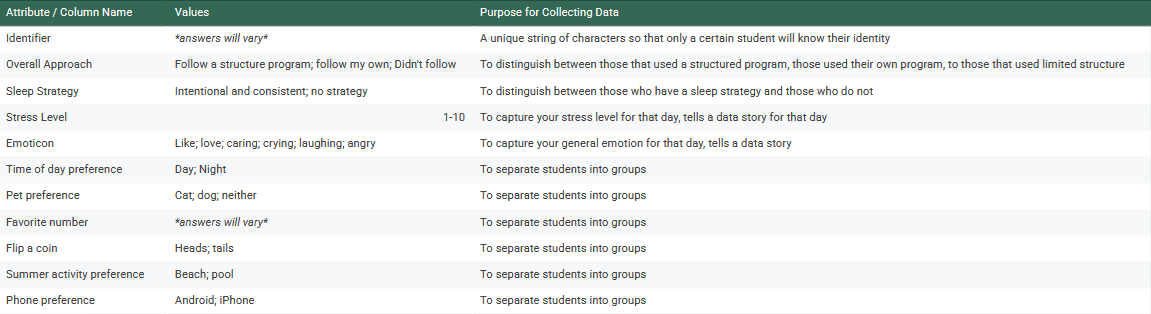 Attribute / Column Name Values Purpose for Collecting Data
Identifier *answers will vary* A unique string of characters so that only a certain student will know their identity
Overall Approach Follow a structure program; follow my own; Didn't follow To distinguish between those that used a structured program, those used their own program, to those that used limited structure
Sleep Strategy Intentional and consistent; no strategy To distinguish between those who have a sleep strategy and those who do not
Stress Level 1-10 To capture your stress level for that day, tells a data story for that day
Emoticon Like; love; caring; crying; laughing; angry To capture your general emotion for that day, tells a data story
Time of day preference Day; Night To separate students into groups
Pet preference Cat; dog; neither To separate students into groups
Favorite number *answers will vary* To separate students into groups
Flip a coin Heads; tails To separate students into groups
Summer activity preference Beach; pool To separate students into groups
Phone preference Android; iPhone To separate students into groups